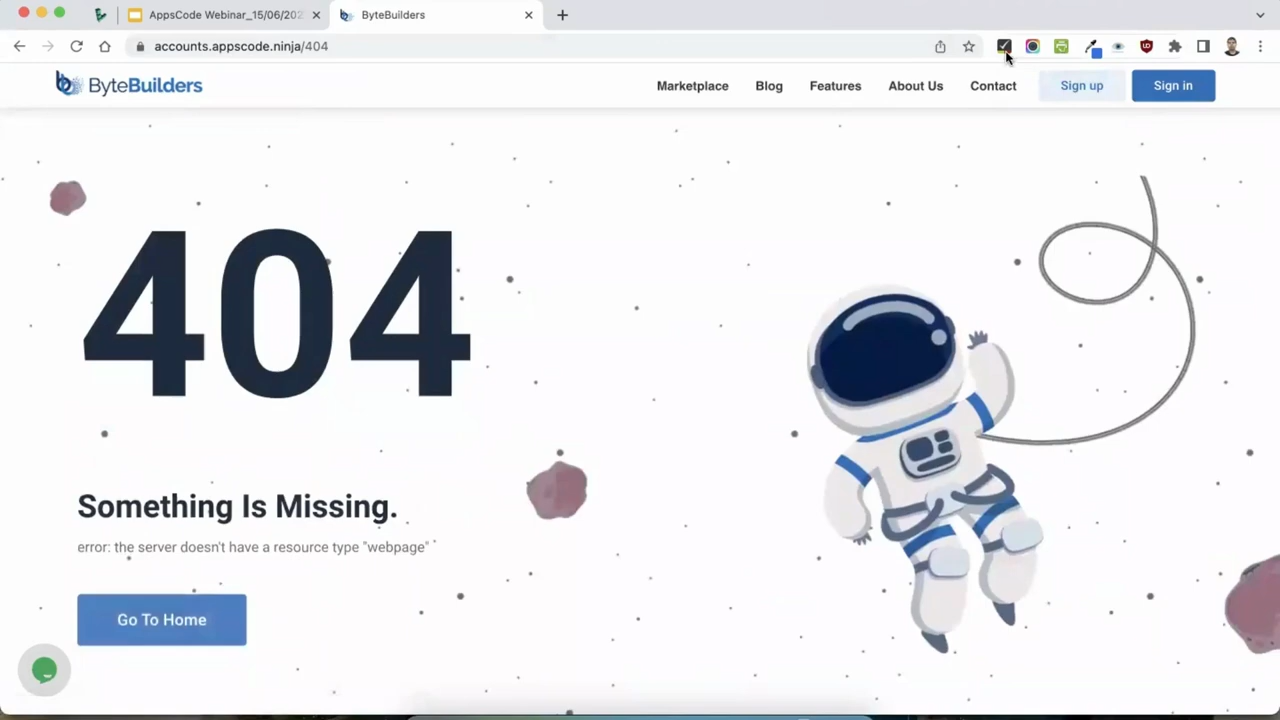 AppsCode Webinar_15/06/202
ByteBuilders
accounts.appscode.ninja/404
ByteBuilders
Marketplace
Blog
Features
About Us
Contact
Sign up
Sign in
404
Something Is Missing.
error: the server doesn't have a resource type "webpage"
Go To Home